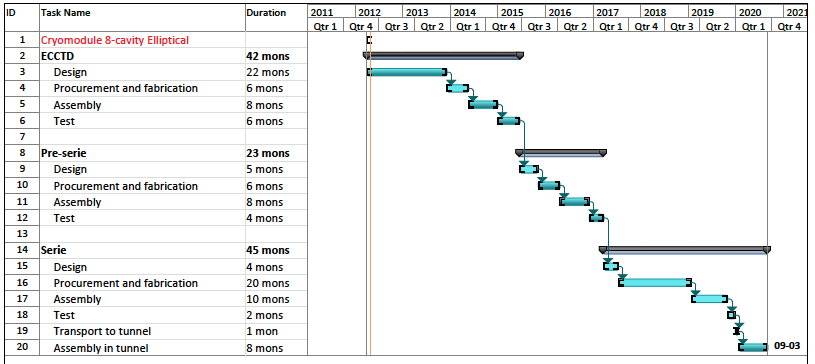 ID Task Name Duration 2011 2012 2013 2014 2015 2016 2017 2018 2019 2020 2021
Qtr 1 Qtr 4 Qtr 3 Qtr 2 Qtr 1 Qtr 4 Qtr 3 Qtr 2 Qtr 1 Qtr 4 Qtr 3 Qtr 2 Qtr 1 Qtr 4
1 Cryomodule 8-cavity Elliptical
2 ECCTD 42 mons
3 Design 22 mons
4 Procurement and fabrication 6 mons
5 Assembly 8 mons
6 Test 6 mons
7
8 Pre-serie 23 mons
9 Design 5 mons
10 Procurement and fabrication 6 mons
11 Assembly 8 mons
12 Test 4 mons
13
14 Serie 45 mons
15 Design 4 mons
16 Procurement and fabrication 20 mons
17 Assembly 10 mons
18 Test 2 mons
19 Transport to tunnel 1 mon
20 Assembly in tunnel 8 mons 09-03